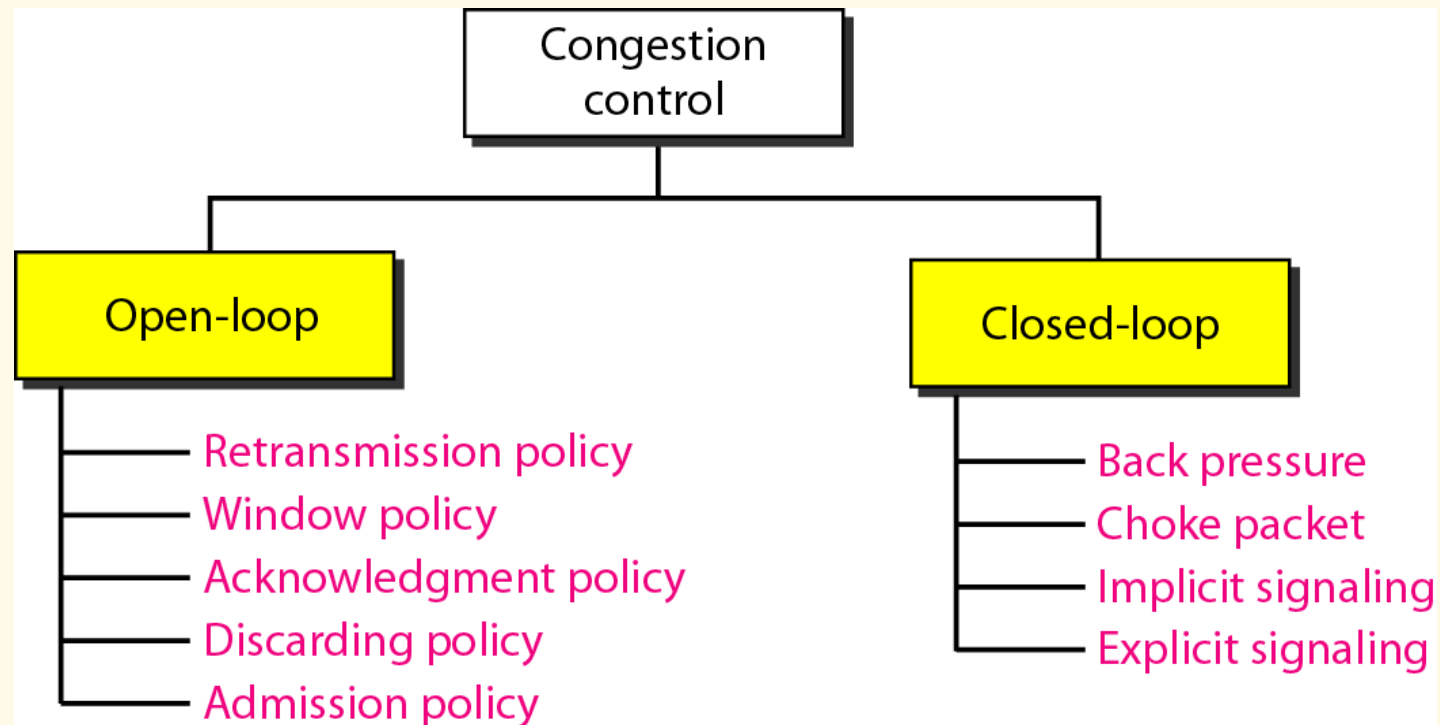 Congestion
control
Open-loop
Closed-loop
Retransmission policy
Window policy
Acknowledgment policy
Discarding policy
Admission policy
Back pressure
Choke packet
Implicit signaling
Explicit signaling